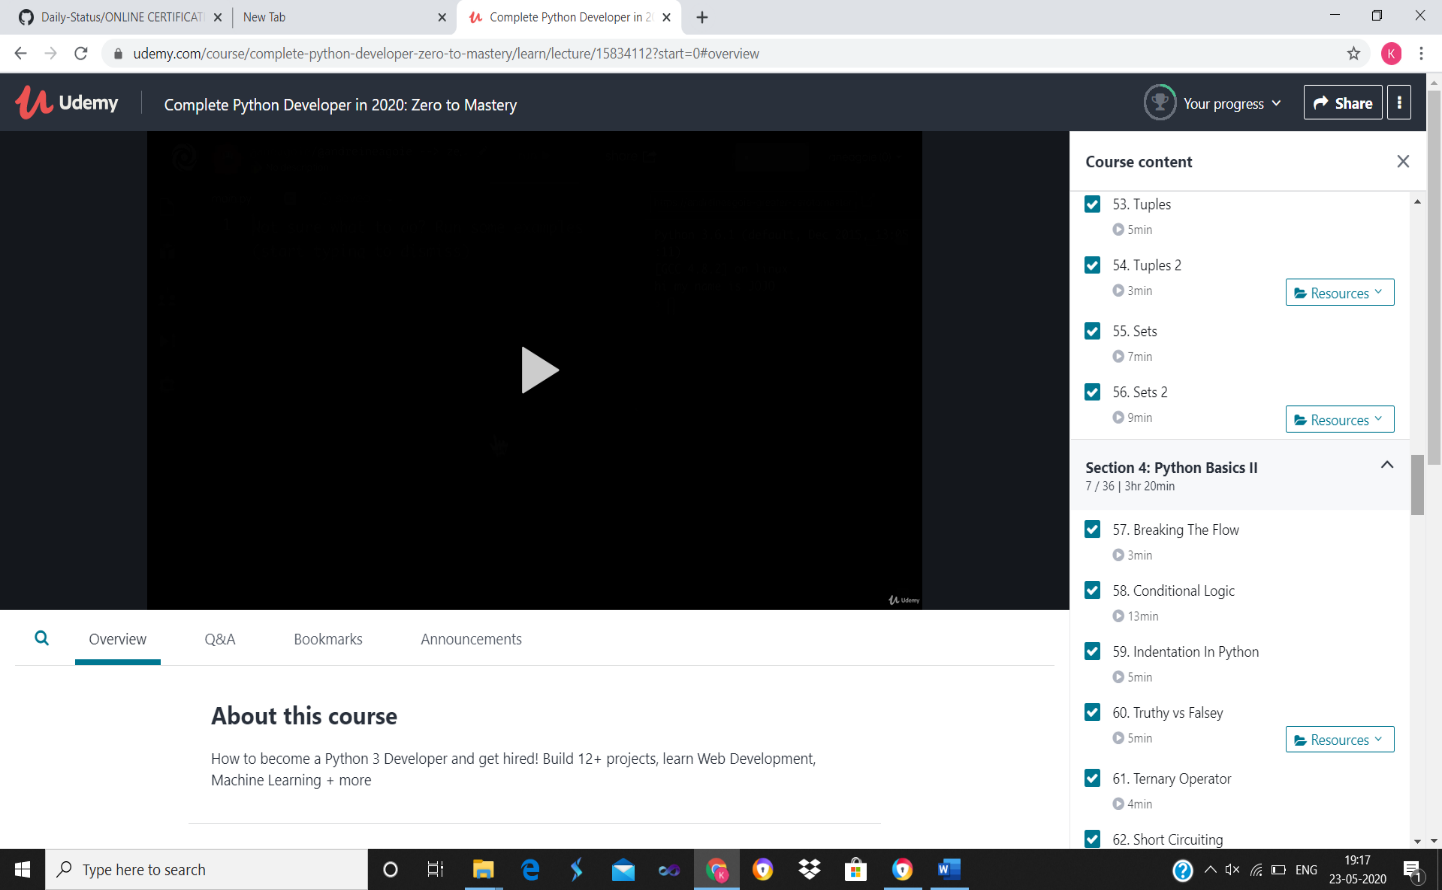 Daily-Status/ONLINE CERTIFICAT
New Tab
Complete Python Developer in 2
udemy.com/course/complete-python-developer-zero-to-mastery/learn/lecture/15834112?start=0#overview
K
Udemy
Complete Python Developer in 2020: Zero to Mastery
Your progress
Share
Course content
53. Tuples
5min
54. Tuples 2
3min
Resources
55. Sets
7min
56. Sets 2
9min
Resources
Section 4: Python Basics II
7 / 36 | 3hr 20min
57. Breaking The Flow
3min
58. Conditional Logic
13min
59. Indentation In Python
5min
60. Truthy vs Falsey
5min
Resources
61. Ternary Operator
4min
62. Short Circuiting
Udemy
Overview
Q&A
Bookmarks
Announcements
About this course
How to become a Python 3 Developer and get hired! Build 12+ projects, learn Web Development,
Machine Learning + more
Type here to search
ENG
19:17
23-05-2020
1